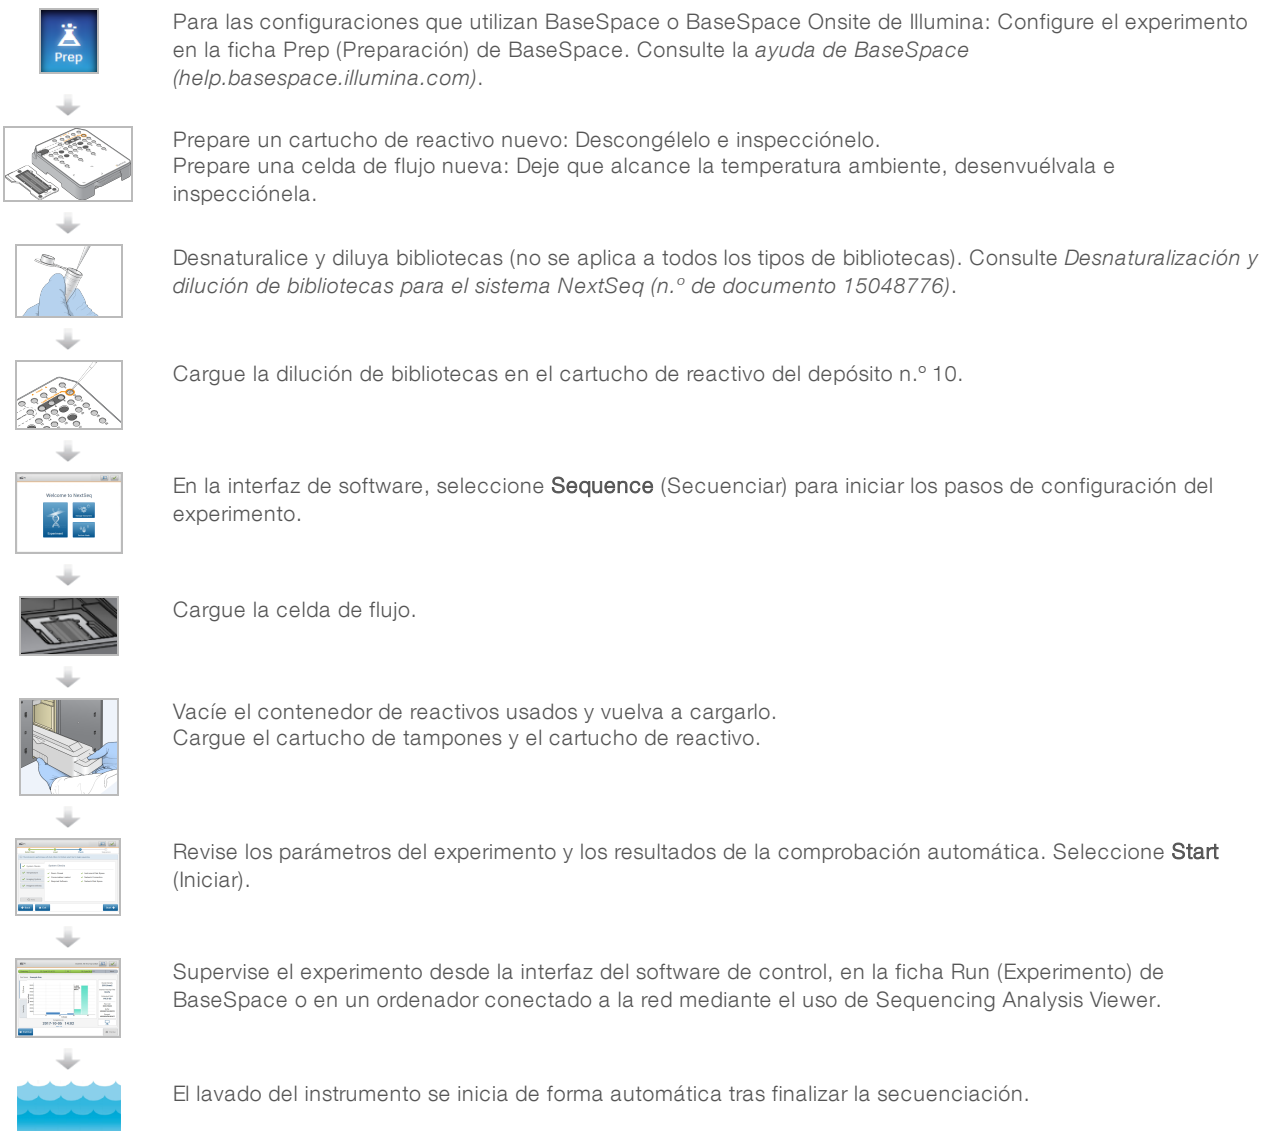 Prep
Para las configuraciones que utilizan BaseSpace o BaseSpace Onsite de Illumina: Configure el experimento
en la ficha Prep (Preparación) de BaseSpace. Consulte la ayuda de BaseSpace
(help.basespace.illumina.com).
Prepare un cartucho de reactivo nuevo: Descongélelo e inspecciónelo.
Prepare una celda de flujo nueva: Deje que alcance la temperatura ambiente, desenvuélvala e
inspecciónela.
Desnaturalice y diluya bibliotecas (no se aplica a todos los tipos de bibliotecas). Consulte Desnaturalización y
dilución de bibliotecas para el sistema NextSeq (n.º de documento 15048776).
Cargue la dilución de bibliotecas en el cartucho de reactivo del depósito n.º 10.
Welcome to NextSeq
Experiment
En la interfaz de software, seleccione Sequence (Secuenciar) para iniciar los pasos de configuración del
experimento.
Cargue la celda de flujo.
Vacíe el contenedor de reactivos usados y vuelva a cargarlo.
Cargue el cartucho de tampones y el cartucho de reactivo.
Revise los parámetros del experimento y los resultados de la comprobación automática. Seleccione Start
(Iniciar).
Supervise el experimento desde la interfaz del software de control, en la ficha Run (Experimento) de
BaseSpace o en un ordenador conectado a la red mediante el uso de Sequencing Analysis Viewer.
El lavado del instrumento se inicia de forma automática tras finalizar la secuenciación.